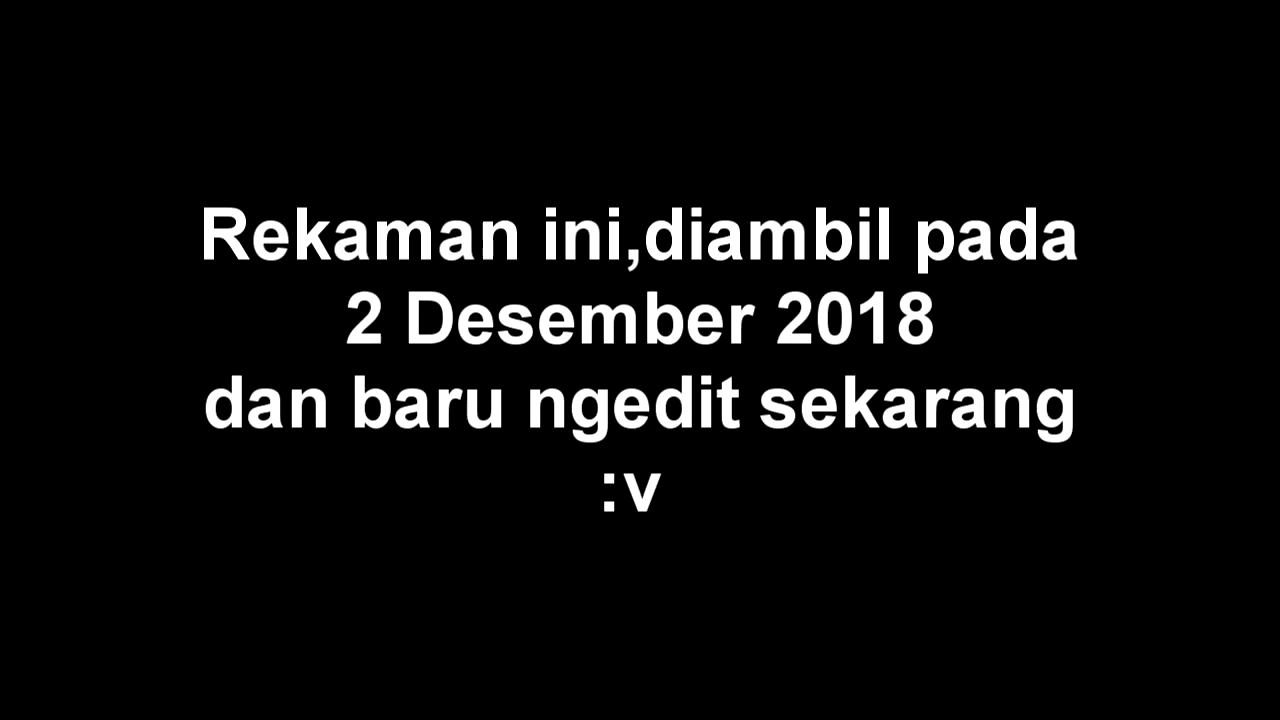 Rekaman ini,diambil pada
2 Desember 2018
dan baru ngedit sekarang
:v